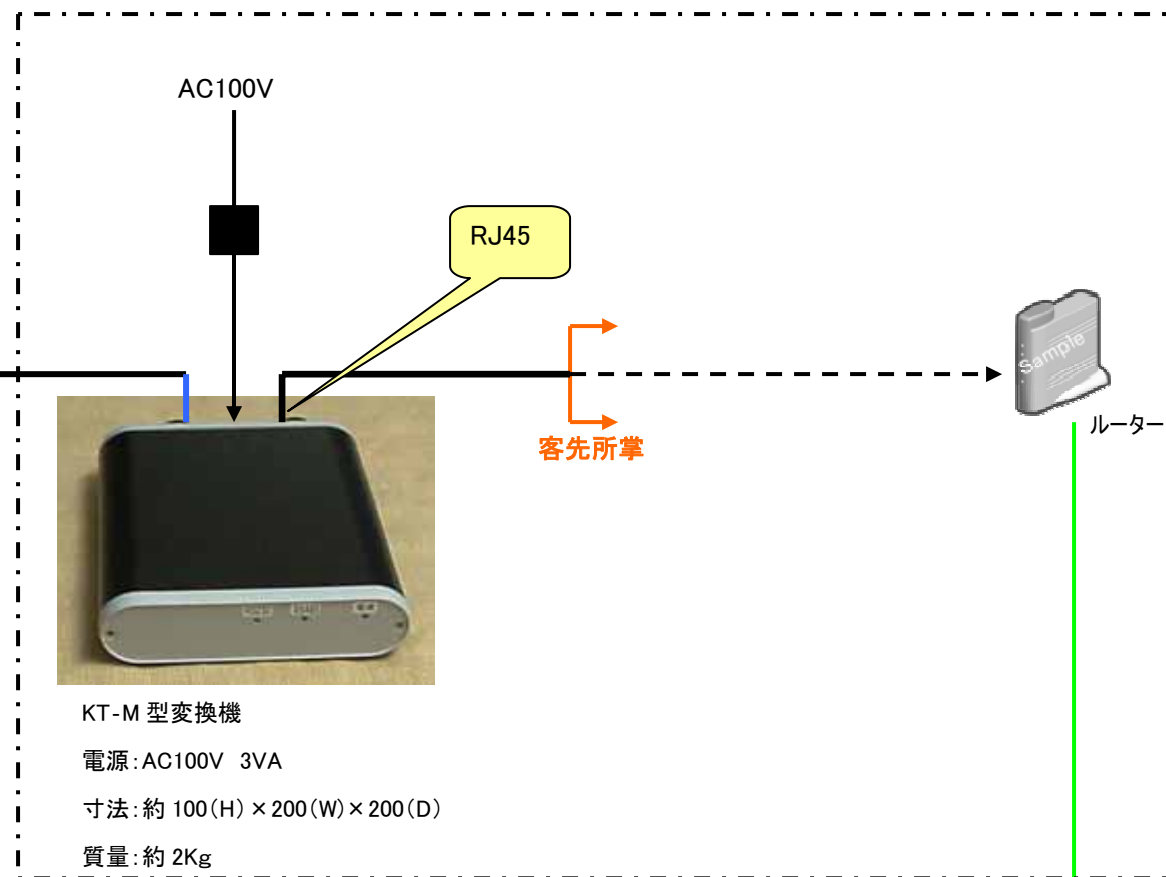 AC100V
RJ45
Sample
ルーター
客先所掌
KT-M 型変換機
電源:AC100V 3VA
寸法:約 100(H)×200(W)×200(D)
質量:約 2Kg